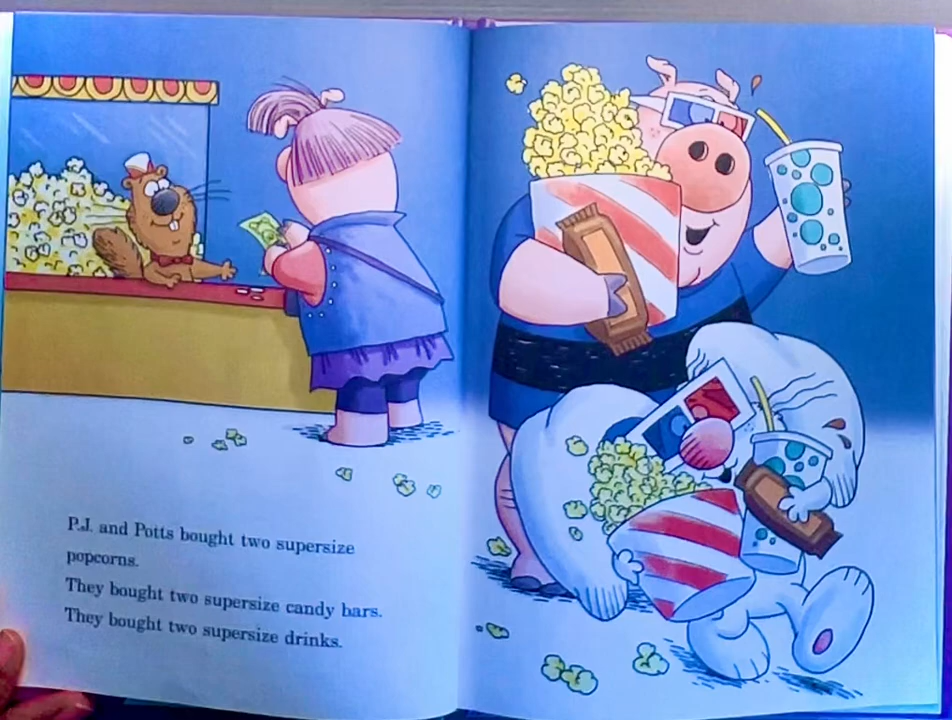 P.J. and Potts bought two supersize
popcorns.
They bought two supersize candy bars.
They bought two supersize drinks.